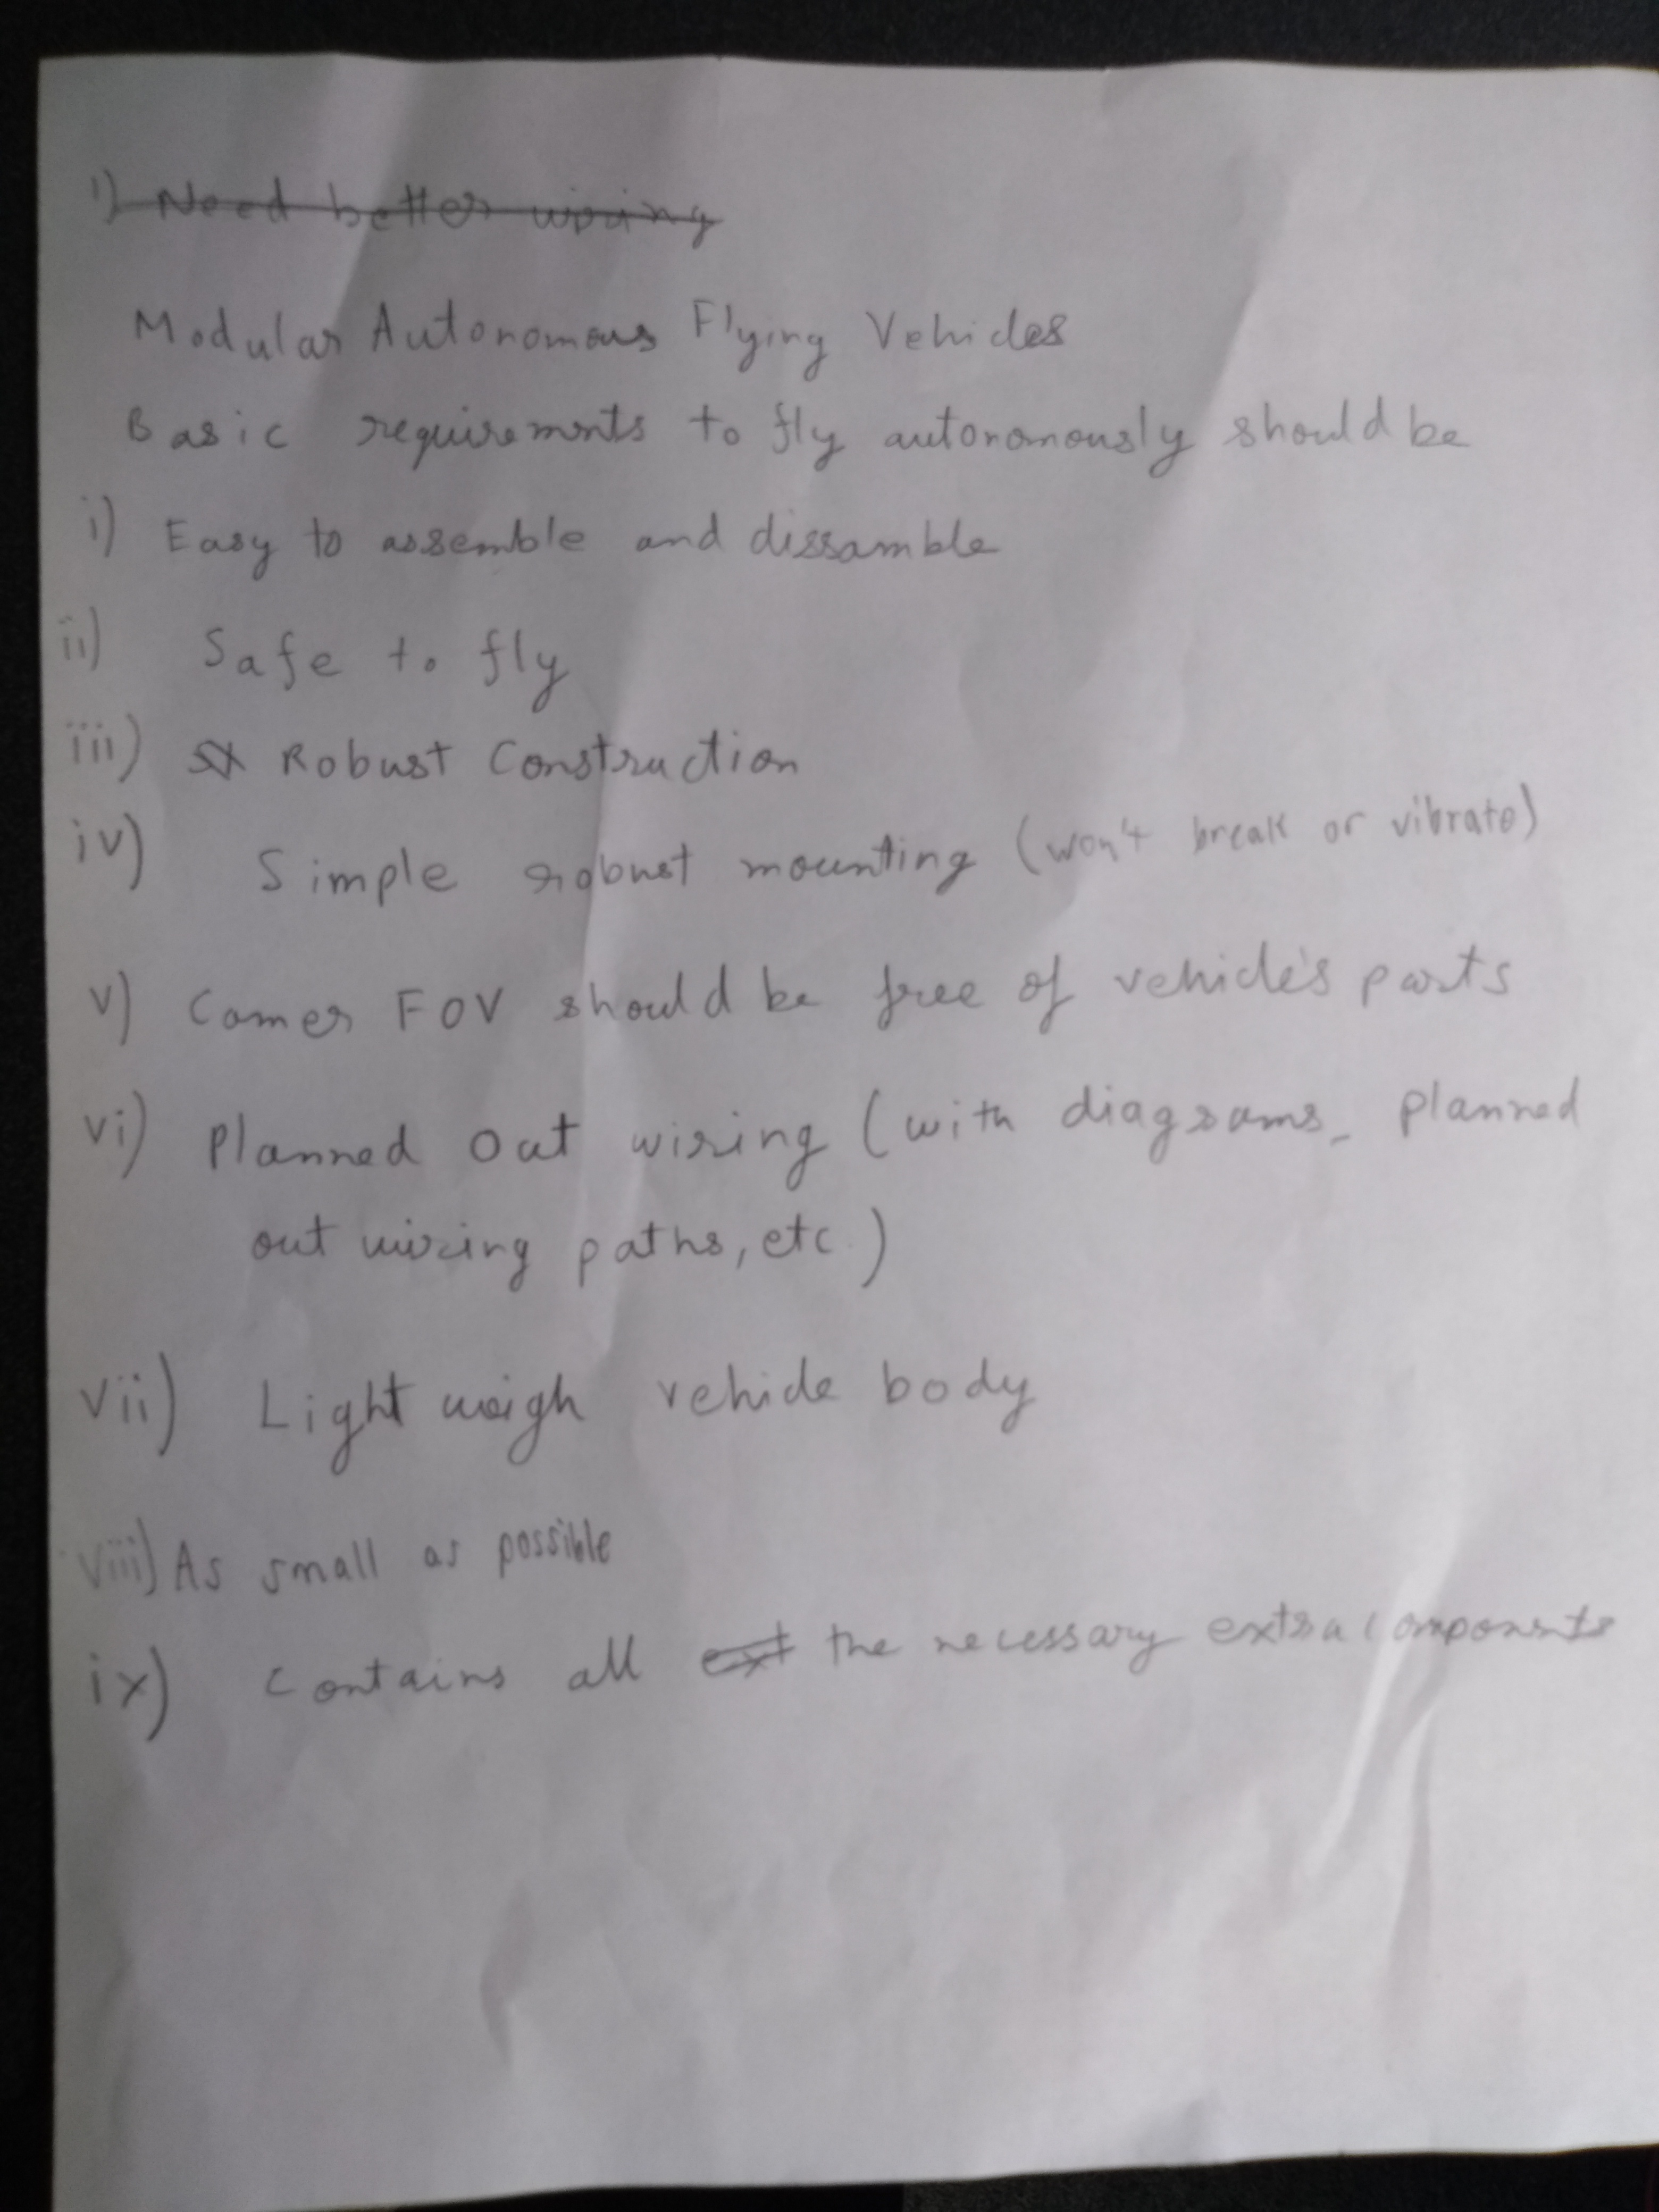 i) Need better wiring
Modular Autonomous Flying Vehicles
Basic requirements to fly autonomously should be
i) Easy to assemble and dissamble
ii) Safe to fly
iii) Robust Construction
iv) Simple robust mounting (won't break or vibrate)
v) Camer FOV should be free of vehicle's parts
vi) Planned out wiring (with diagrams, planned
out wiring paths, etc.)
vii) Light weigh vehicle body
viii) As small as possible
ix) Contains all ext the necessary extra components